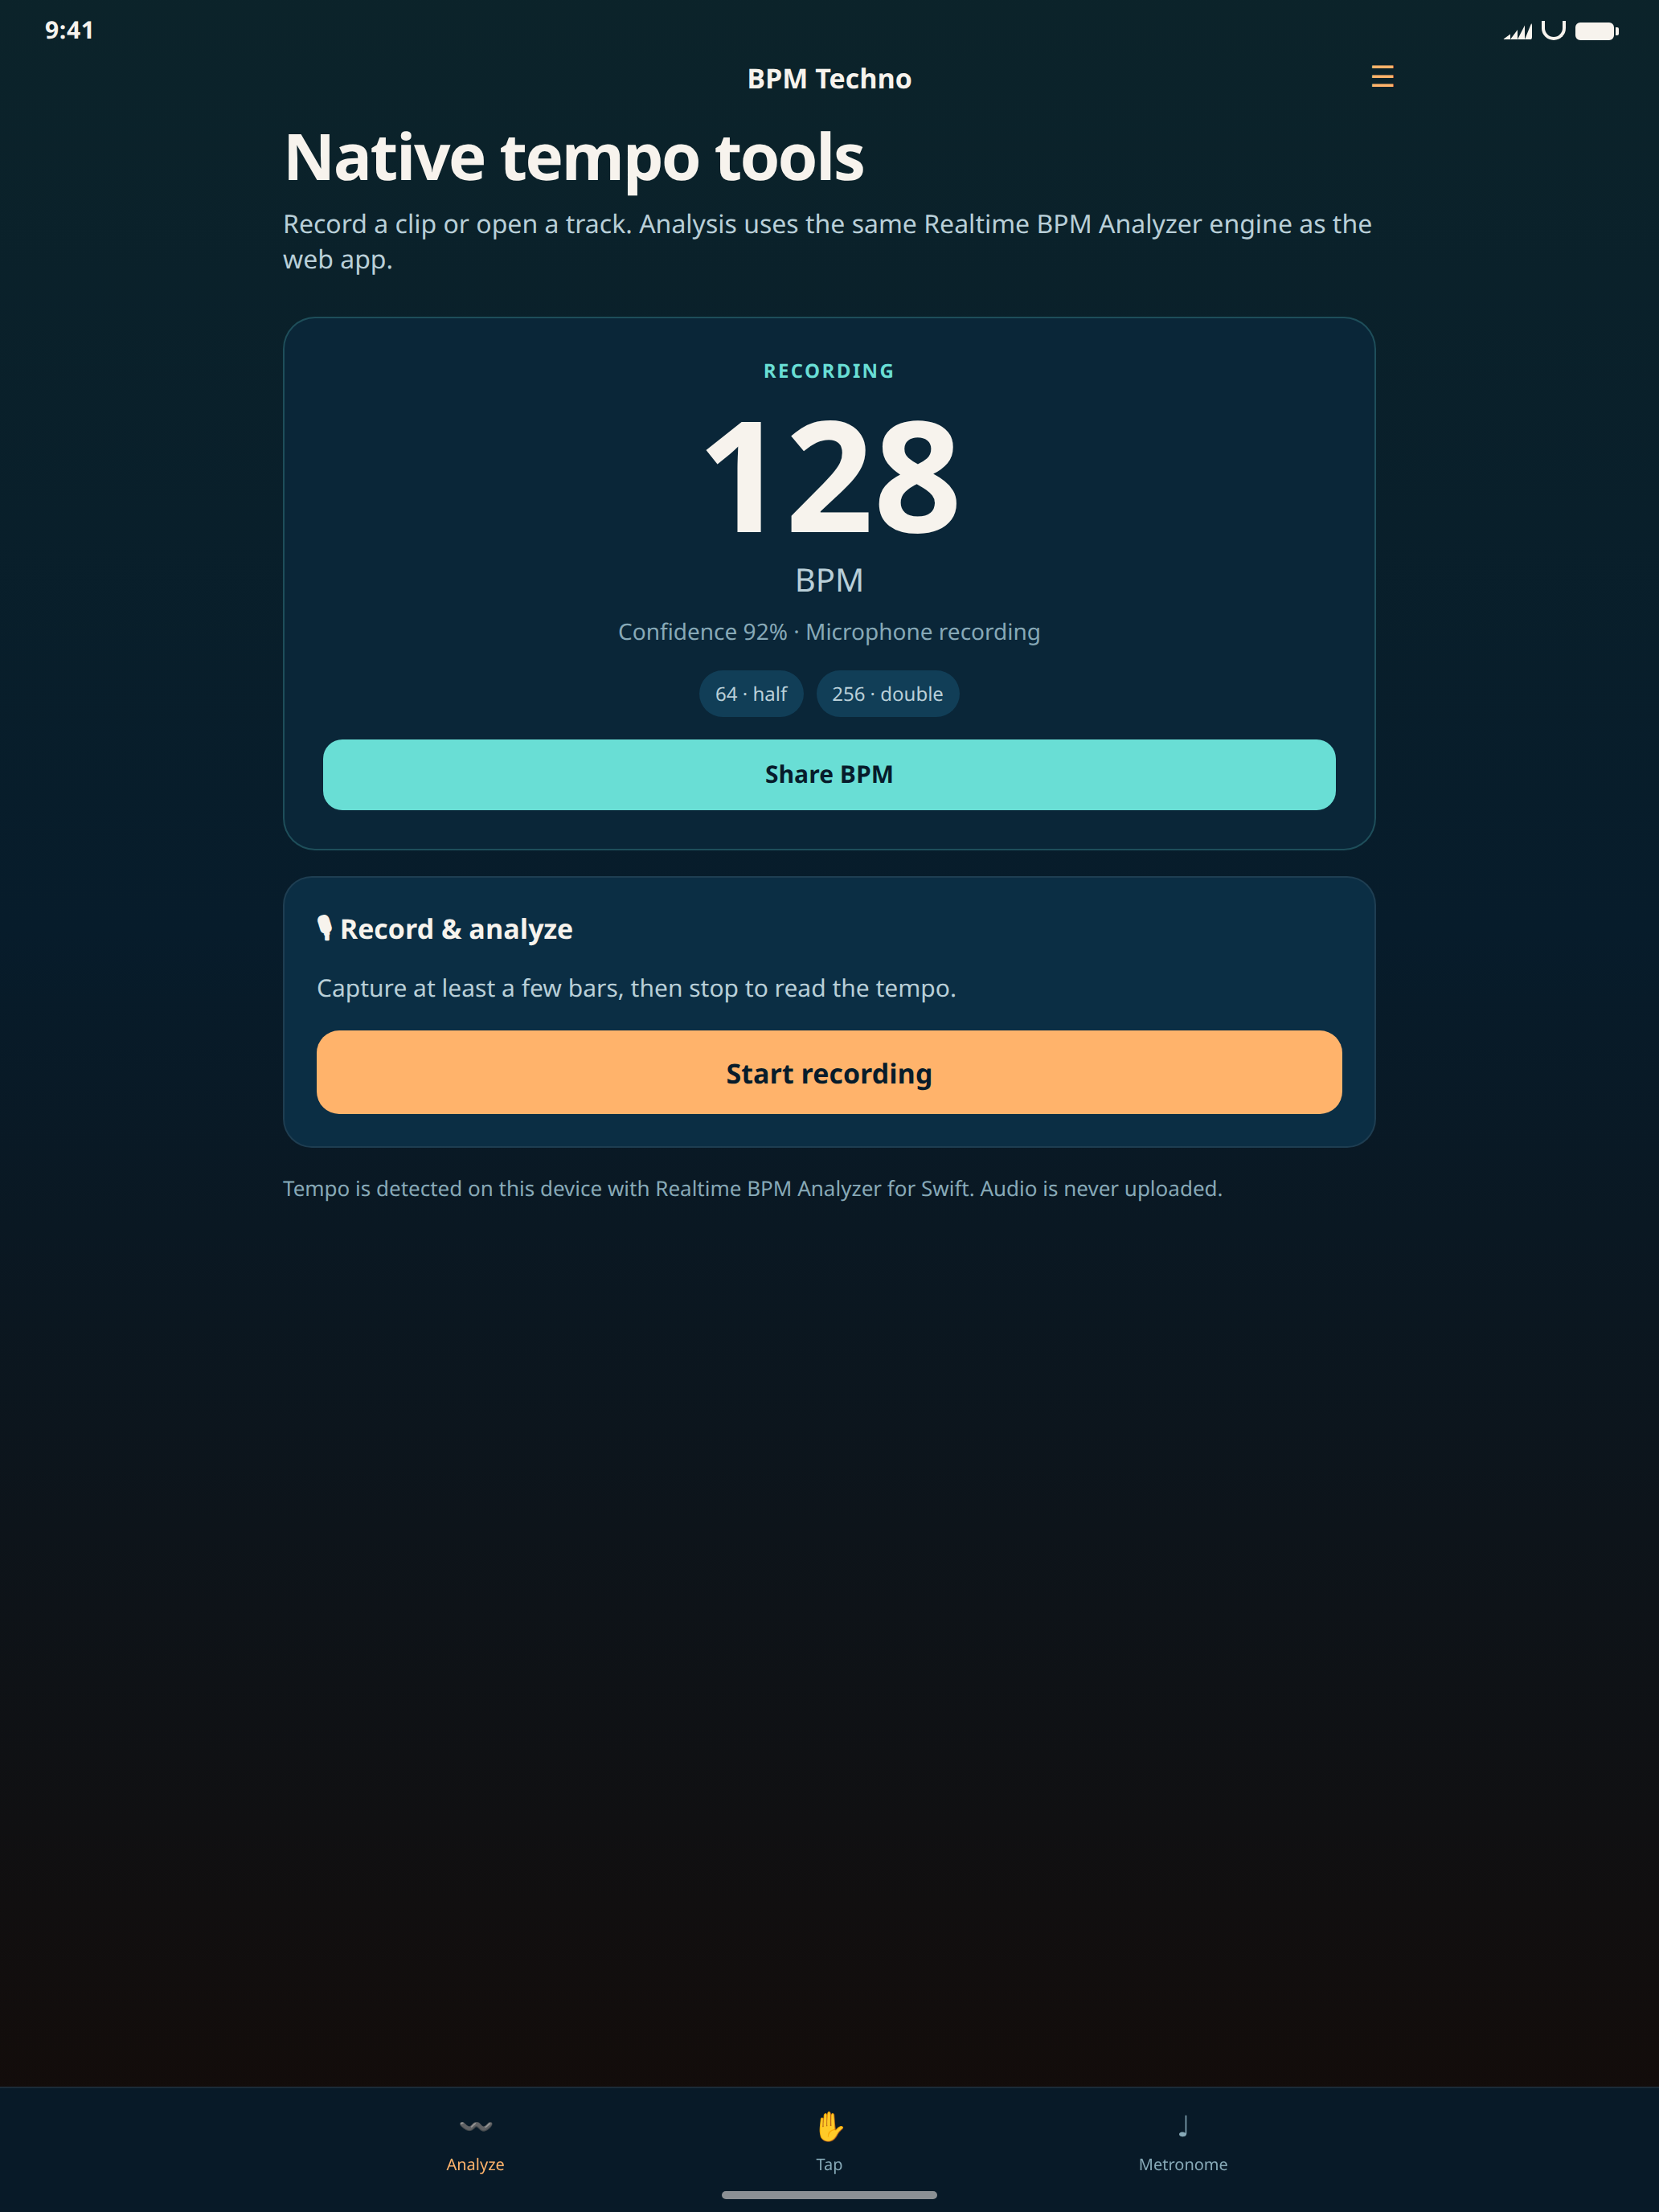 9:41
BPM Techno
Native tempo tools
Record a clip or open a track. Analysis uses the same Realtime BPM Analyzer engine as the
web app.
RECORDING
128
BPM
Confidence 92% · Microphone recording
64 · half
256 · double
Share BPM
Record & analyze
Capture at least a few bars, then stop to read the tempo.
Start recording
Tempo is detected on this device with Realtime BPM Analyzer for Swift. Audio is never uploaded.
Analyze
Tap
Metronome